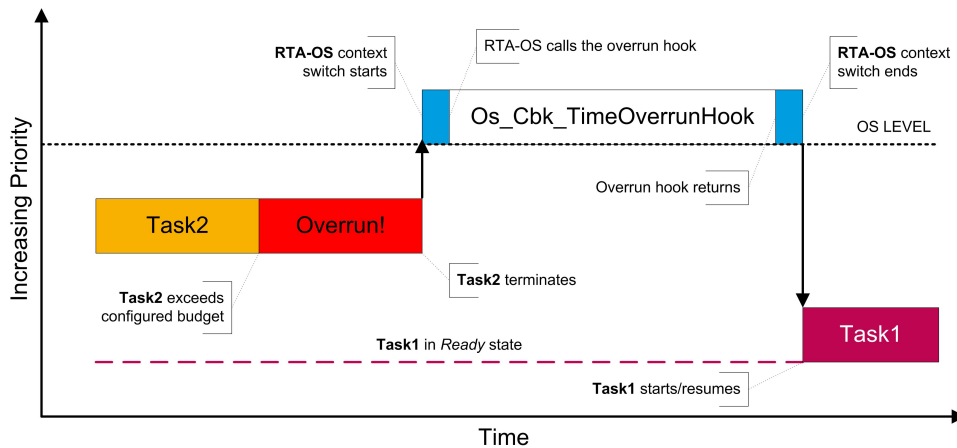 RTA-OS context
switch starts
RTA-OS calls the overrun hook
RTA-OS context
switch ends
Os_Cbk_TimeOverrunHook
OS LEVEL
Increasing Priority
Overrun hook returns
Task2
Overrun!
Task2 exceeds
configured budget
Task2 terminates
Task1 in Ready state
Task1
Task1 starts/resumes
Time